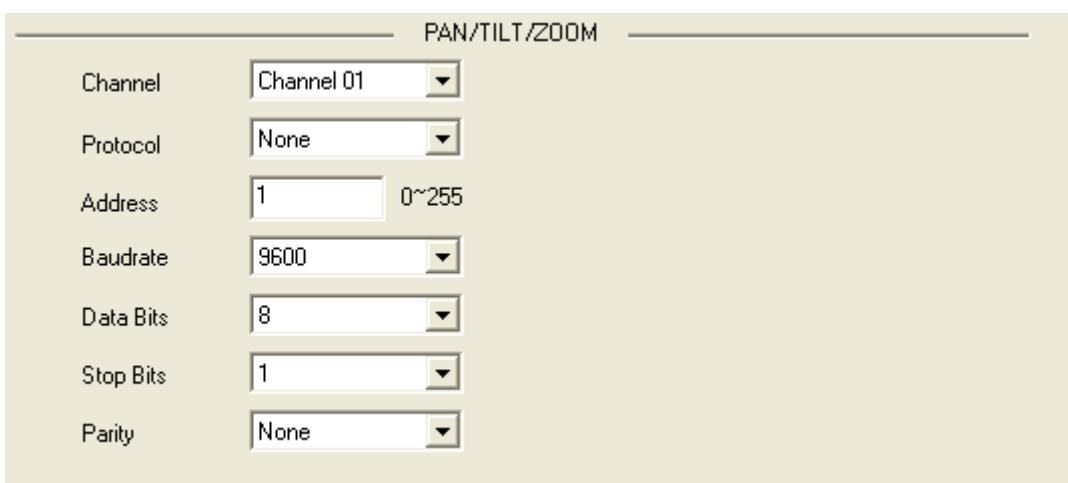 PAN/TILT/ZOOM
Channel Channel 01
Protocol None
Address 1 0~255
Baudrate 9600
Data Bits 8
Stop Bits 1
Parity None